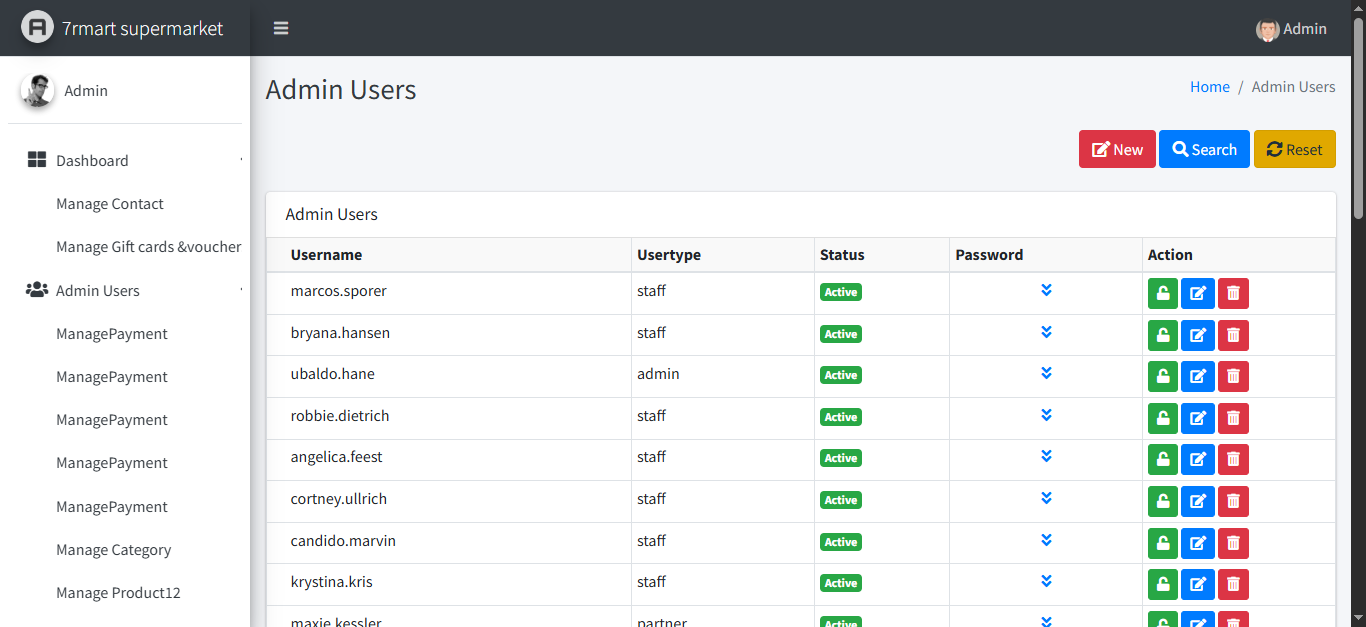 7rmart supermarket
Admin
Admin
Dashboard
Manage Contact
Manage Gift cards &voucher
Admin Users
ManagePayment
ManagePayment
ManagePayment
ManagePayment
ManagePayment
Manage Category
Manage Product12
Admin Users
Home / Admin Users
New Search Reset
Admin Users
Username Usertype Status Password Action
marcos.sporer staff Active
bryana.hansen staff Active
ubaldo.hane admin Active
robbie.dietrich staff Active
angelica.feest staff Active
cortney.ullrich staff Active
candido.marvin staff Active
krystina.kris staff Active
maxie.kessler partner Active